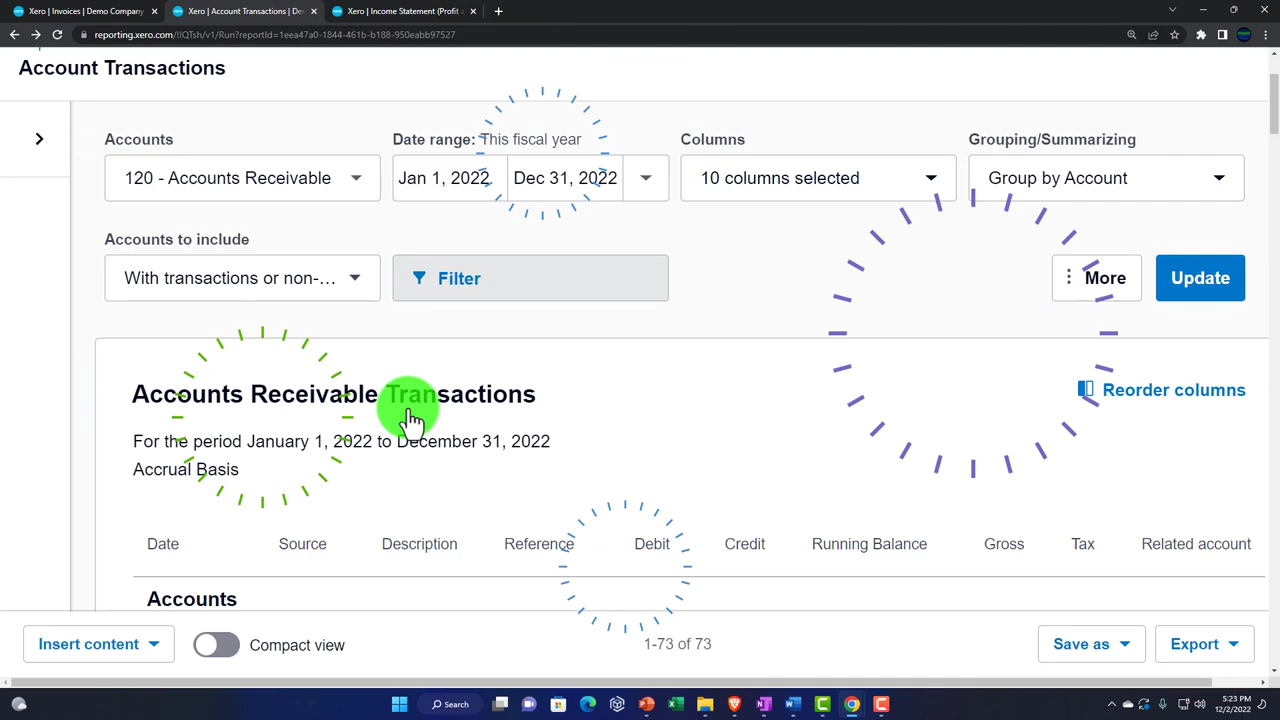 Xero | Invoices | Demo Company
Xero | Account Transactions | De
Xero | Income Statement (Profit a
reporting.xero.com/!IQTsh/v1/Run?reportId=1eea47a0-1844-461b-b188-950eabb97527
Account Transactions
Accounts
Date range: This fiscal year
Columns
Grouping/Summarizing
120 - Accounts Receivable
Jan 1, 2022
Dec 31, 2022
10 columns selected
Group by Account
Accounts to include
With transactions or non-...
Filter
More
Update
Accounts Receivable Transactions
Reorder columns
For the period January 1, 2022 to December 31, 2022
Accrual Basis
Date Source Description Reference Debit Credit Running Balance Gross Tax Related account
Accounts
Insert content
Compact view
1-73 of 73
Save as
Export
Search
5:23 PM
12/2/2022